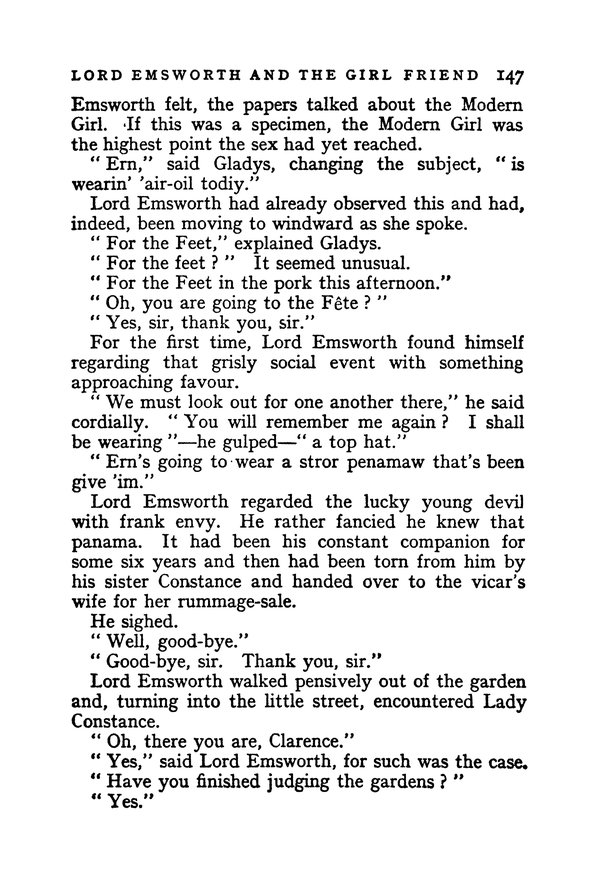 LORD EMSWORTH AND THE GIRL FRIEND 147
Emsworth felt, the papers talked about the Modern
Girl. If this was a specimen, the Modern Girl was
the highest point the sex had yet reached.
“ Ern,” said Gladys, changing the subject, “ is
wearin’ ’air-oil todiy.”
Lord Emsworth had already observed this and had,
indeed, been moving to windward as she spoke.
“ For the Feet,” explained Gladys.
“ For the feet ? ” It seemed unusual.
“ For the Feet in the pork this afternoon.”
“ Oh, you are going to the Fête ? ”
“ Yes, sir, thank you, sir.”
For the first time, Lord Emsworth found himself
regarding that grisly social event with something
approaching favour.
“ We must look out for one another there,” he said
cordially. “ You will remember me again ? I shall
be wearing ”—he gulped—“ a top hat.”
“ Ern’s going to wear a stror penamaw that’s been
give ’im.”
Lord Emsworth regarded the lucky young devil
with frank envy. He rather fancied he knew that
panama. It had been his constant companion for
some six years and then had been torn from him by
his sister Constance and handed over to the vicar’s
wife for her rummage-sale.
He sighed.
“ Well, good-bye.”
“ Good-bye, sir. Thank you, sir.”
Lord Emsworth walked pensively out of the garden
and, turning into the little street, encountered Lady
Constance.
“ Oh, there you are, Clarence.”
“ Yes,” said Lord Emsworth, for such was the case.
“ Have you finished judging the gardens ? ”
“ Yes.”